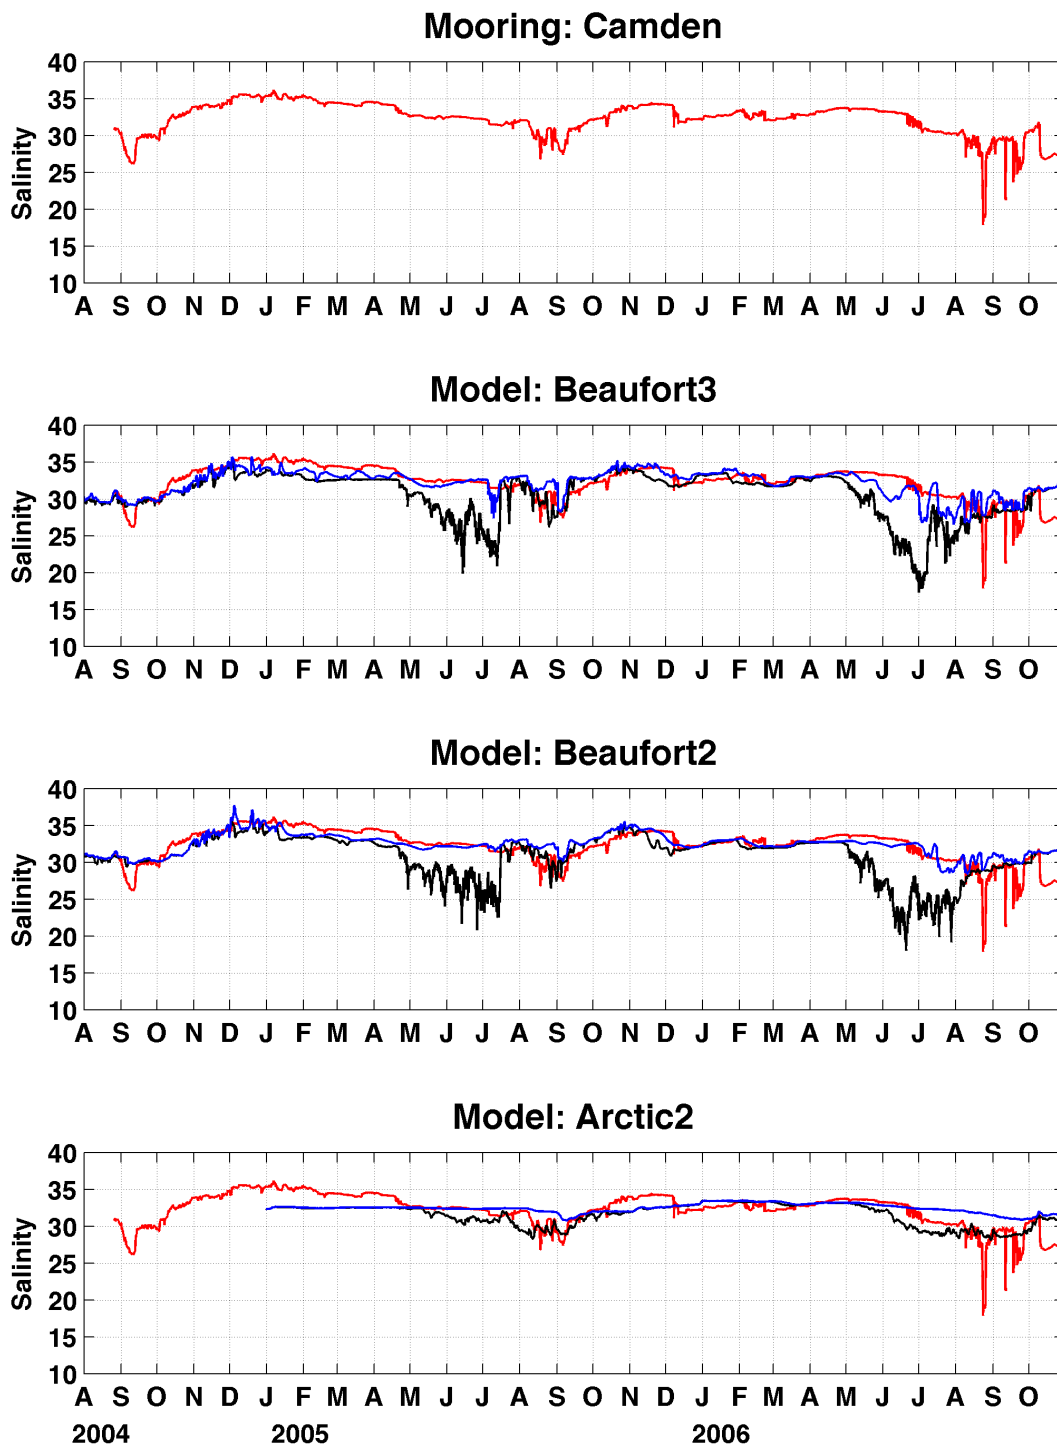 Mooring: Camden
40
35
30
25
20
15
10
Salinity
A S O N D J F M A M J J A S O N D J F M A M J J A S O
Model: Beaufort3
40
35
30
25
20
15
10
Salinity
A S O N D J F M A M J J A S O N D J F M A M J J A S O
Model: Beaufort2
40
35
30
25
20
15
10
Salinity
A S O N D J F M A M J J A S O N D J F M A M J J A S O
Model: Arctic2
40
35
30
25
20
15
10
Salinity
A S O N D J F M A M J J A S O N D J F M A M J J A S O
2004 2005 2006